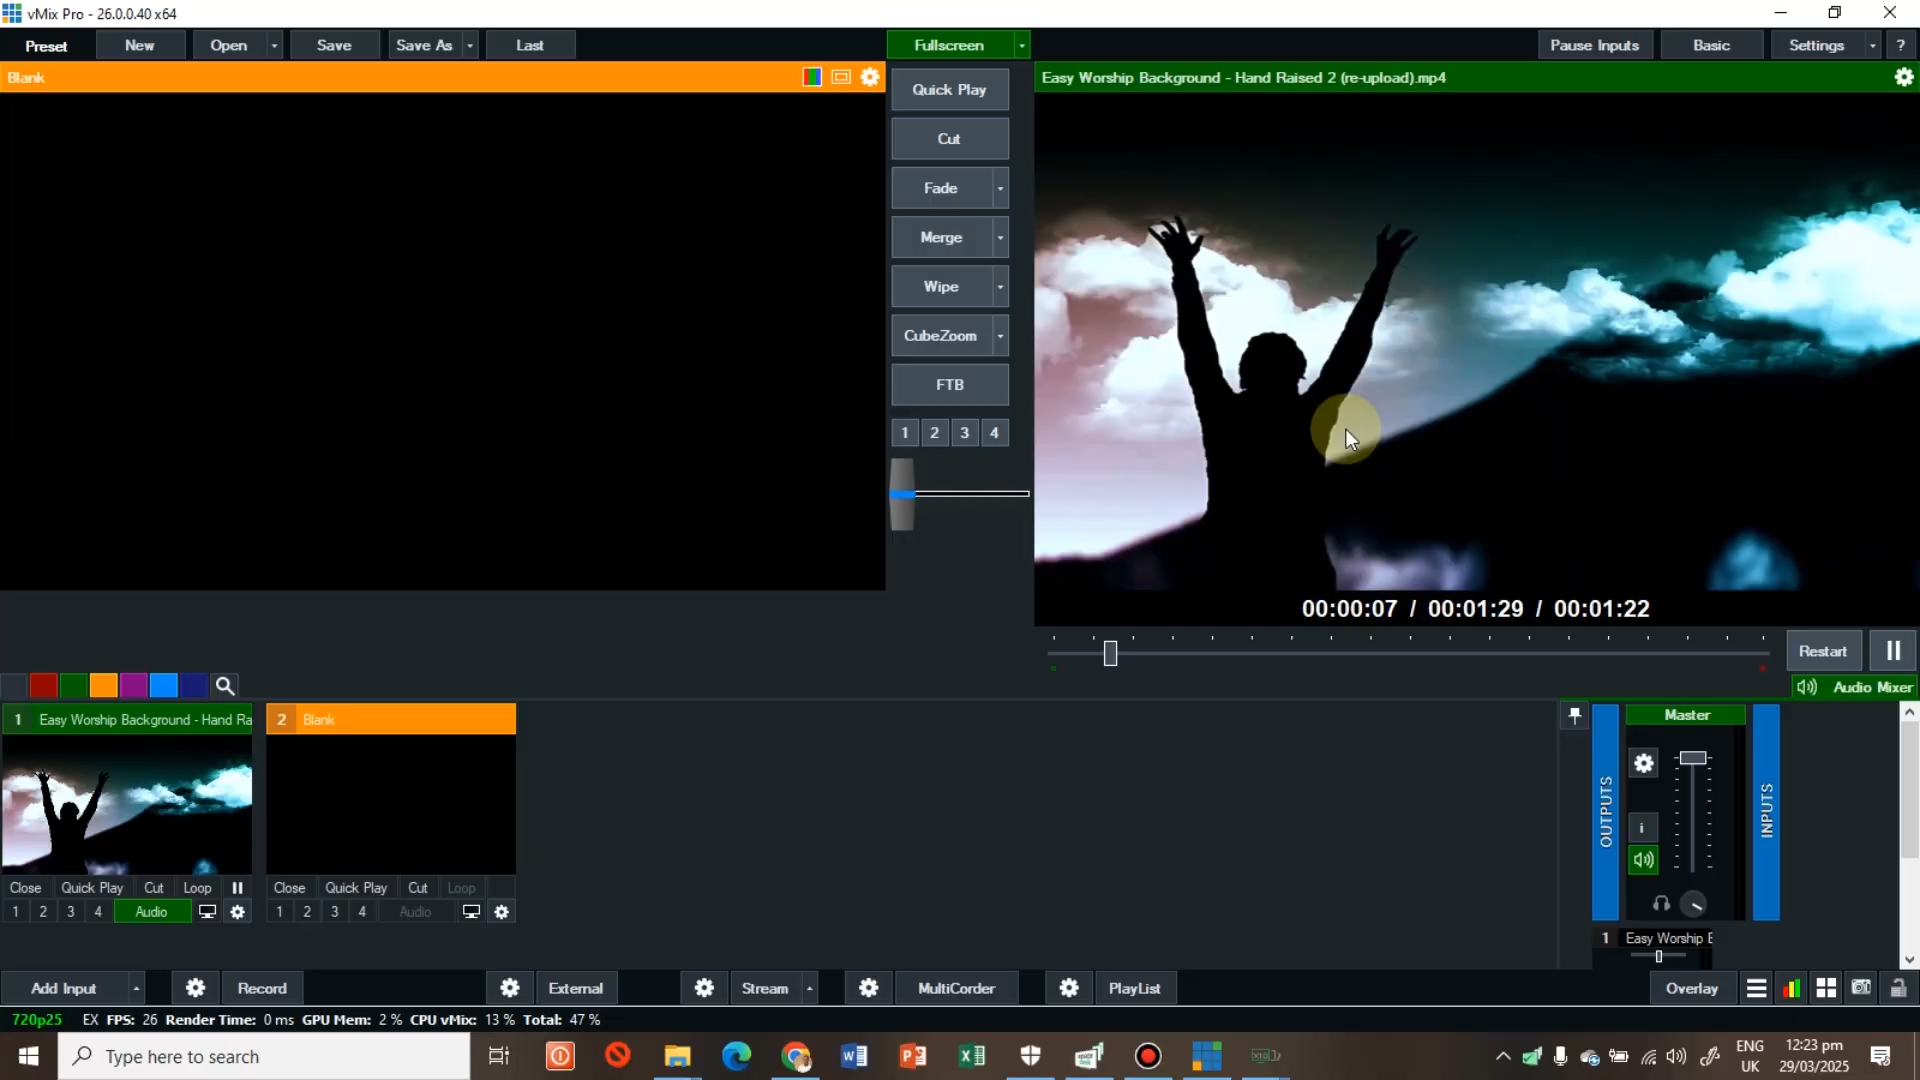 vMix Pro - 26.0.0.40 x64
Preset New Open Save Save As Last Fullscreen Pause Inputs Basic Settings ?
Blank
Easy Worship Background - Hand Raised 2 (re-upload).mp4
Quick Play
Cut
Fade
Merge
Wipe
CubeZoom
FTB
1 2 3 4
00:00:07 / 00:01:29 / 00:01:22
Restart
Audio Mixer
1 Easy Worship Background - Hand Ra
2 Blank
Master
OUTPUTS
INPUTS
i
Close Quick Play Cut Loop
1 2 3 4 Audio
Close Quick Play Cut Loop
1 2 3 4 Audio
1 Easy Worship E
Add Input Record External Stream MultiCorder PlayList Overlay
720p25 EX FPS: 26 Render Time: 0 ms GPU Mem: 2 % CPU vMix: 13 % Total: 47 %
Type here to search
ENG
UK
12:23 pm
29/03/2025